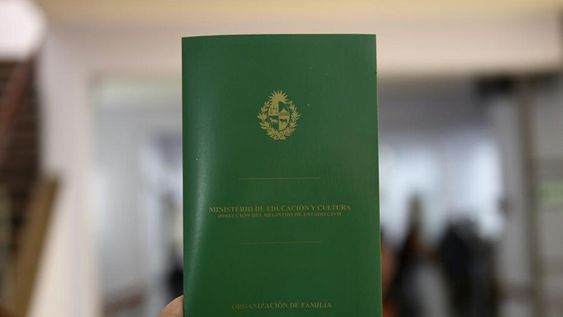 MINISTERIO DE EDUCACIÓN Y CULTURA
DIRECCIÓN DEL REGISTRO DE ESTADO CIVIL
ORGANIZACIÓN DE FAMILIA